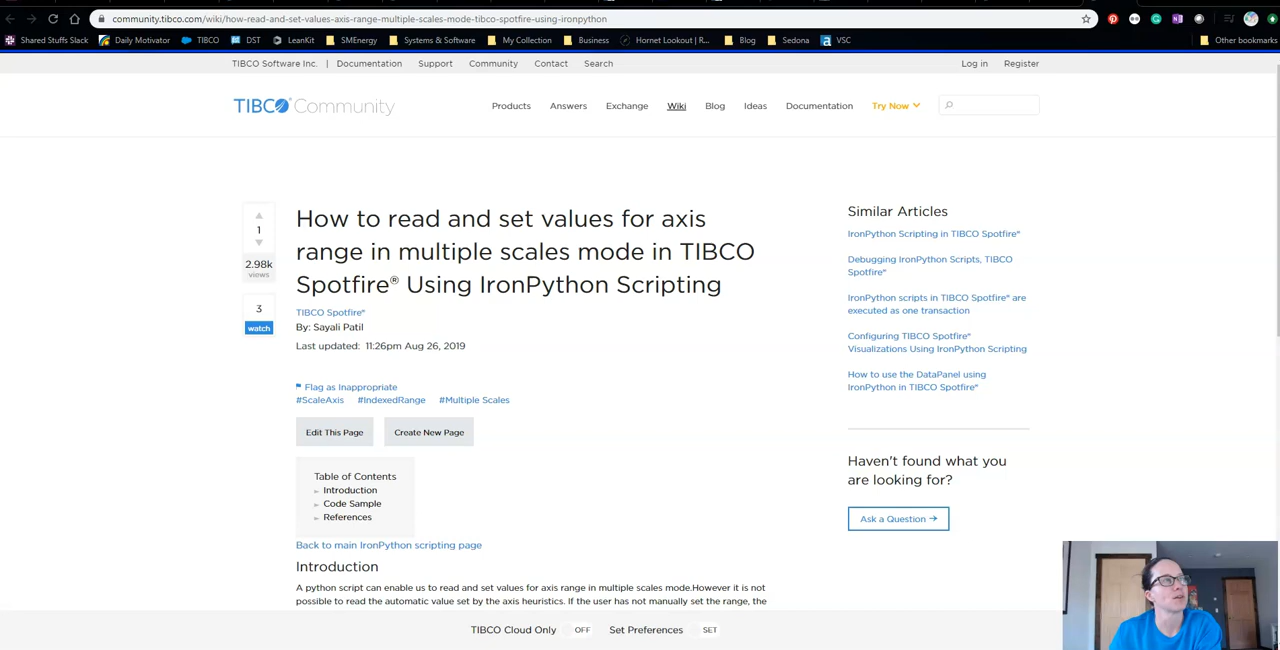 community.tibco.com/wiki/how-read-and-set-values-axis-range-multiple-scales-mode-tibco-spotfire-using-ironpython
Shared Stuffs Slack Daily Motivator TIBCO DST LeanKit SMEnergy Systems & Software My Collection Business Hornet Lookout | R... Blog Sedona VSC Other bookmarks
TIBCO Software Inc. | Documentation Support Community Contact Search Log in Register
TIBCO® Community Products Answers Exchange Wiki Blog Ideas Documentation Try Now
How to read and set values for axis
range in multiple scales mode in TIBCO
Spotfire® Using IronPython Scripting
1
2.98k
views
3
watch
TIBCO Spotfire®
By: Sayali Patil
Last updated: 11:26pm Aug 26, 2019
Flag as Inappropriate
#ScaleAxis #IndexedRange #Multiple Scales
Edit This Page Create New Page
Table of Contents
Introduction
Code Sample
References
Back to main IronPython scripting page
Introduction
A python script can enable us to read and set values for axis range in multiple scales mode.However it is not
possible to read the automatic value set by the axis heuristics. If the user has not manually set the range, the
Similar Articles
IronPython Scripting in TIBCO Spotfire®
Debugging IronPython Scripts, TIBCO
Spotfire®
IronPython scripts in TIBCO Spotfire® are
executed as one transaction
Configuring TIBCO Spotfire®
Visualizations Using IronPython Scripting
How to use the DataPanel using
IronPython in TIBCO Spotfire®
Haven't found what you
are looking for?
Ask a Question →
TIBCO Cloud Only OFF Set Preferences SET